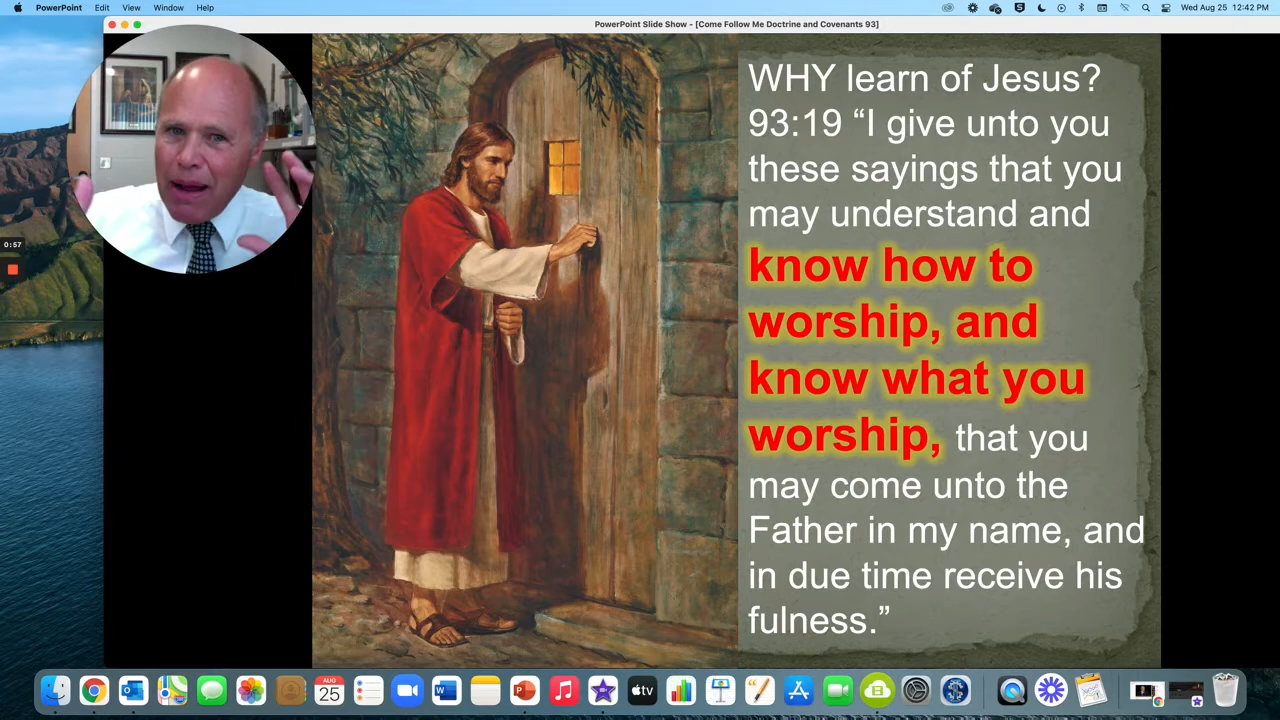 PowerPoint File Edit View Window Help
Wed Aug 25 12:42 PM
PowerPoint Slide Show - [Come Follow Me Doctrine and Covenants 93]
0:57
WHY learn of Jesus?
93:19 “I give unto you
these sayings that you
may understand and
know how to
worship, and
know what you
worship, that you
may come unto the
Father in my name, and
in due time receive his
fulness.”
AUG
25
tv